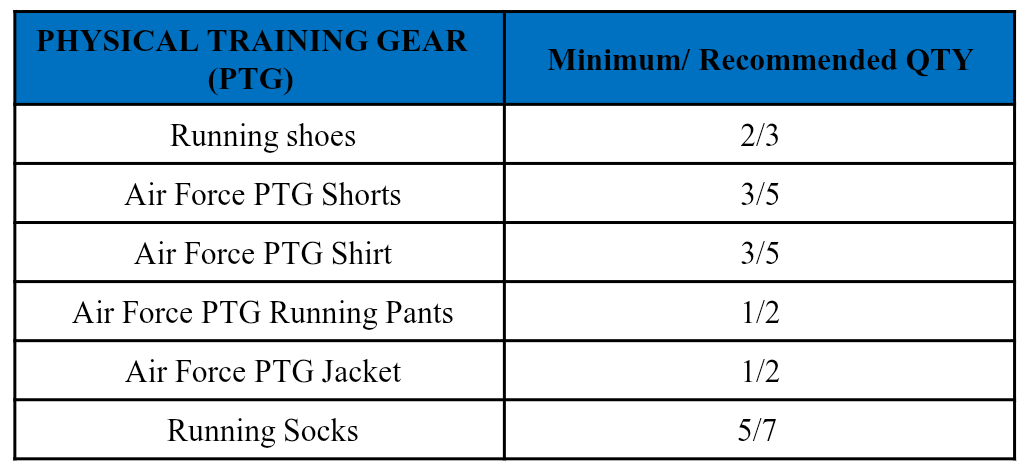 PHYSICAL TRAINING GEAR
(PTG)
Minimum/ Recommended QTY
Running shoes
2/3
Air Force PTG Shorts
3/5
Air Force PTG Shirt
3/5
Air Force PTG Running Pants
1/2
Air Force PTG Jacket
1/2
Running Socks
5/7